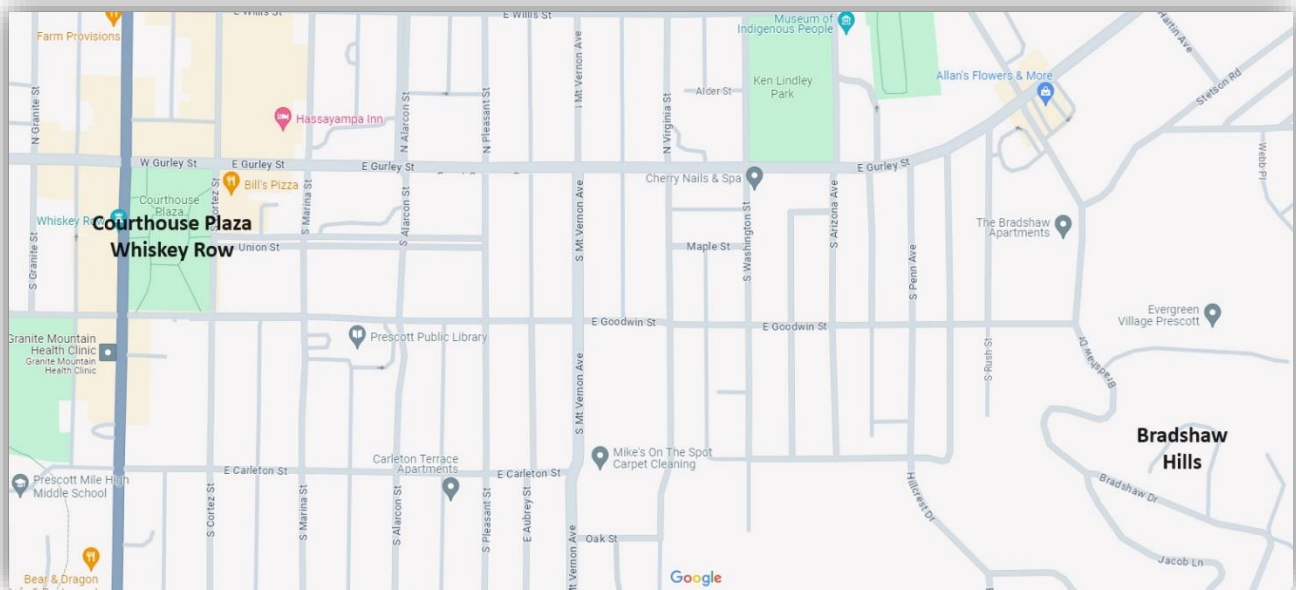 E Willis St
E Willis St
Museum of
Indigenous People
Farm Provisions
N Granite St
Hassayampa Inn
N Alarcon St
N Pleasant St
N Virginia St
Alder St
Ken Lindley
Park
Allan's Flowers & More
Stetson Rd
Webb Pl
W Gurley St
E Gurley St
E Gurley St
E Gurley St
Bill's Pizza
Cherry Nails & Spa
Courthouse
Plaza
Whiskey Row
Courthouse Plaza
Whiskey Row
S Granite St
S Marina St
S Alarcon St
S Mt Vernon Ave
S Washington St
S Arizona Ave
S Penn Ave
Union St
Maple St
The Bradshaw
Apartments
E Goodwin St
E Goodwin St
Evergreen
Village Prescott
Granite Mountain
Health Clinic
Granite Mountain
Health Clinic
Prescott Public Library
S Mt Vernon Ave
S Rush St
Bradshaw Dr
Bradshaw
Hills
E Carleton St
Carleton Terrace
Apartments
E Carleton St
Mike's On The Spot
Carpet Cleaning
Prescott Mile High
Middle School
S Cortez St
S Marina St
S Alarcon St
S Pleasant St
E Aubrey St
Hillcrest Dr
Bradshaw Dr
Oak St
Jacob Ln
Bear & Dragon
Google